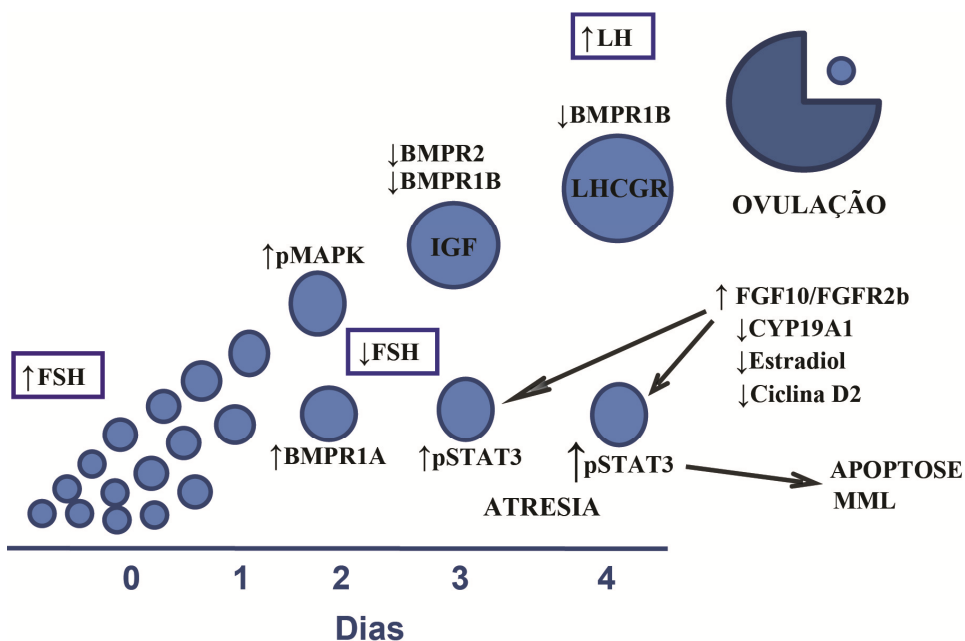 ↑LH
↓BMPR1B
LHCGR
OVULAÇÃO
↓BMPR2
↓BMPR1B
IGF
↑pMAPK
↑ FGF10/FGFR2b
↓CYP19A1
↓Estradiol
↓Ciclina D2
↓FSH
↑FSH
↑BMPR1A
↑pSTAT3
↑pSTAT3
ATRESIA
APOPTOSE
MML
0 1 2 3 4
Dias